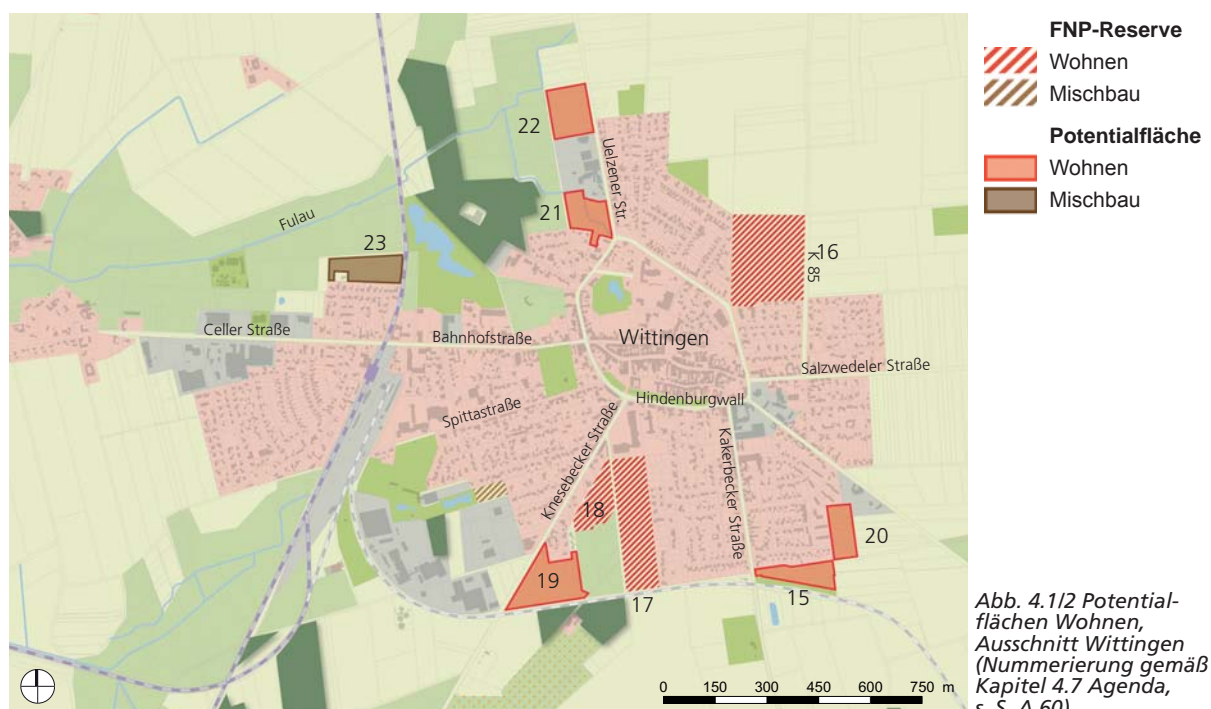 FNP-Reserve
Wohnen
Mischbau
Potentialfläche
Wohnen
Mischbau
22
Uelzener Str.
21
Fulau
23
16
K 85
Celler Straße
Bahnhofstraße
Wittingen
Salzwedeler Straße
Hindenburgwall
Spittastraße
Knesebecker Straße
Kakerbecker Straße
18
20
19
17
15
0 150 300 450 600 750 m
Abb. 4.1/2 Potential-
flächen Wohnen,
Ausschnitt Wittingen
(Nummerierung gemäß
Kapitel 4.7 Agenda,
s. S. A 60)